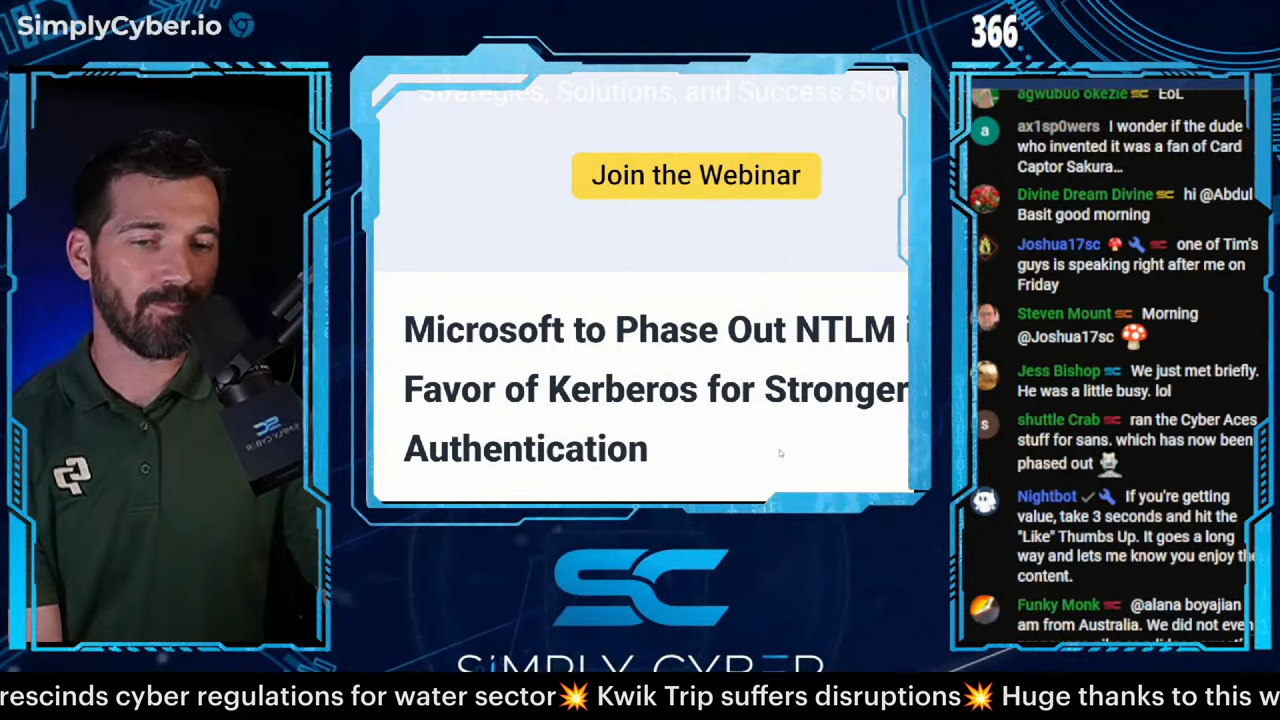 SimplyCyber.io
366
Strategies, Solutions, and Success Stor
Join the Webinar
Microsoft to Phase Out NTLM i
Favor of Kerberos for Stronger
Authentication
SC
SIMPLY CYBER
agwubuo okezie EoL
ax1sp0wers I wonder if the dude
who invented it was a fan of Card
Captor Sakura…
Divine Dream Divine hi @Abdul
Basit good morning
Joshua17sc one of Tim's
guys is speaking right after me on
Friday
Steven Mount Morning
@Joshua17sc
Jess Bishop We just met briefly.
He was a little busy. lol
shuttle Crab ran the Cyber Aces
stuff for sans. which has now been
phased out
Nightbot If you're getting
value, take 3 seconds and hit the
"Like" Thumbs Up. It goes a long
way and lets me know you enjoy the
content.
Funky Monk @alana boyajian
am from Australia. We did not even
rescinds cyber regulations for water sector💥 Kwik Trip suffers disruptions💥 Huge thanks to this w